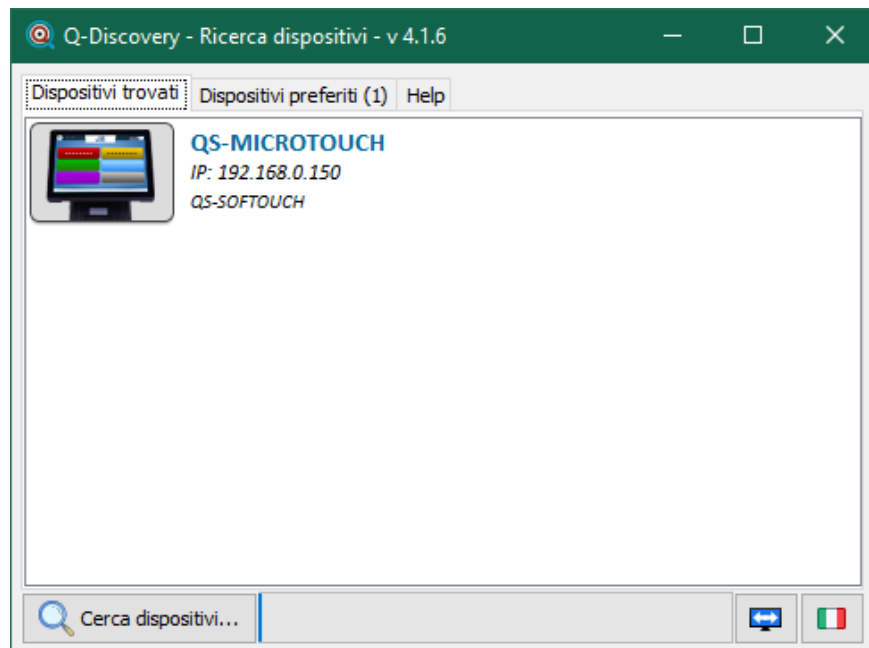 Q-Discovery - Ricerca dispositivi - v 4.1.6
Dispositivi trovati Dispositivi preferiti (1) Help
QS-MICROTOUCH
IP: 192.168.0.150
QS-SOFTOUCH
Cerca dispositivi...